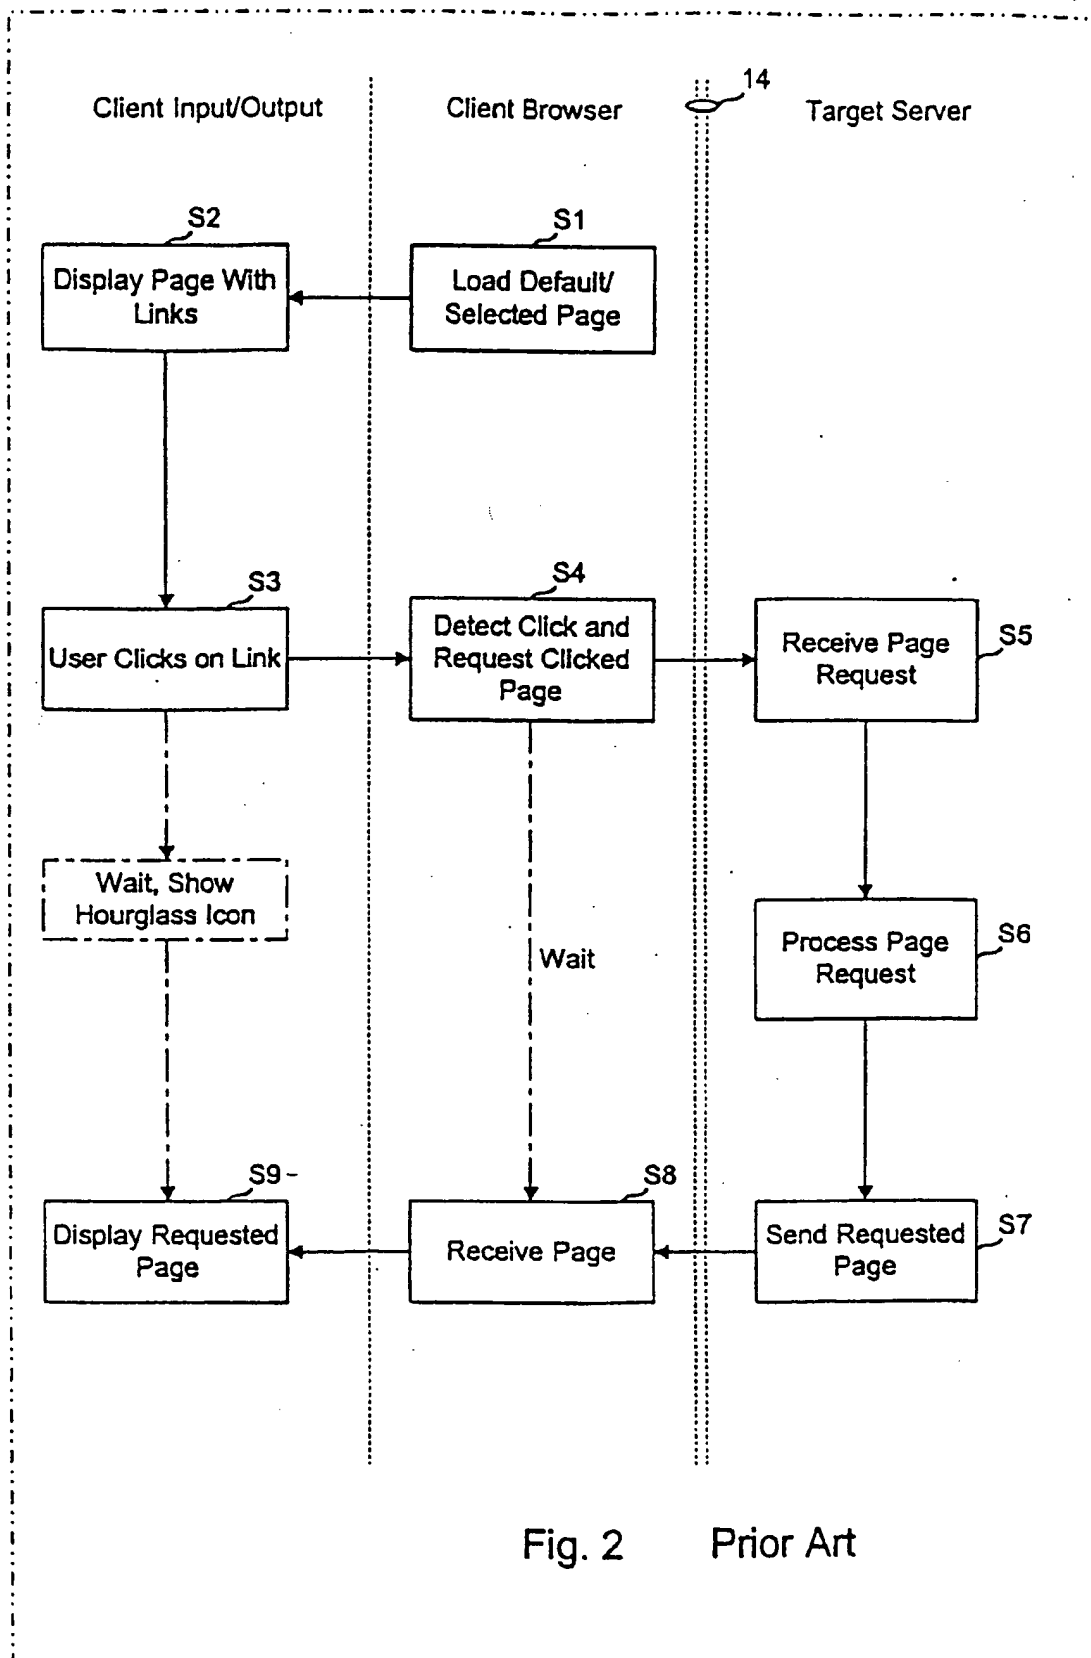 Client Input/Output
Client Browser
14
Target Server
S2
Display Page With
Links
S1
Load Default/
Selected Page
S3
User Clicks on Link
S4
Detect Click and
Request Clicked
Page
S5
Receive Page
Request
Wait, Show
Hourglass Icon
Wait
S6
Process Page
Request
S9
Display Requested
Page
S8
Receive Page
S7
Send Requested
Page
Fig. 2 Prior Art